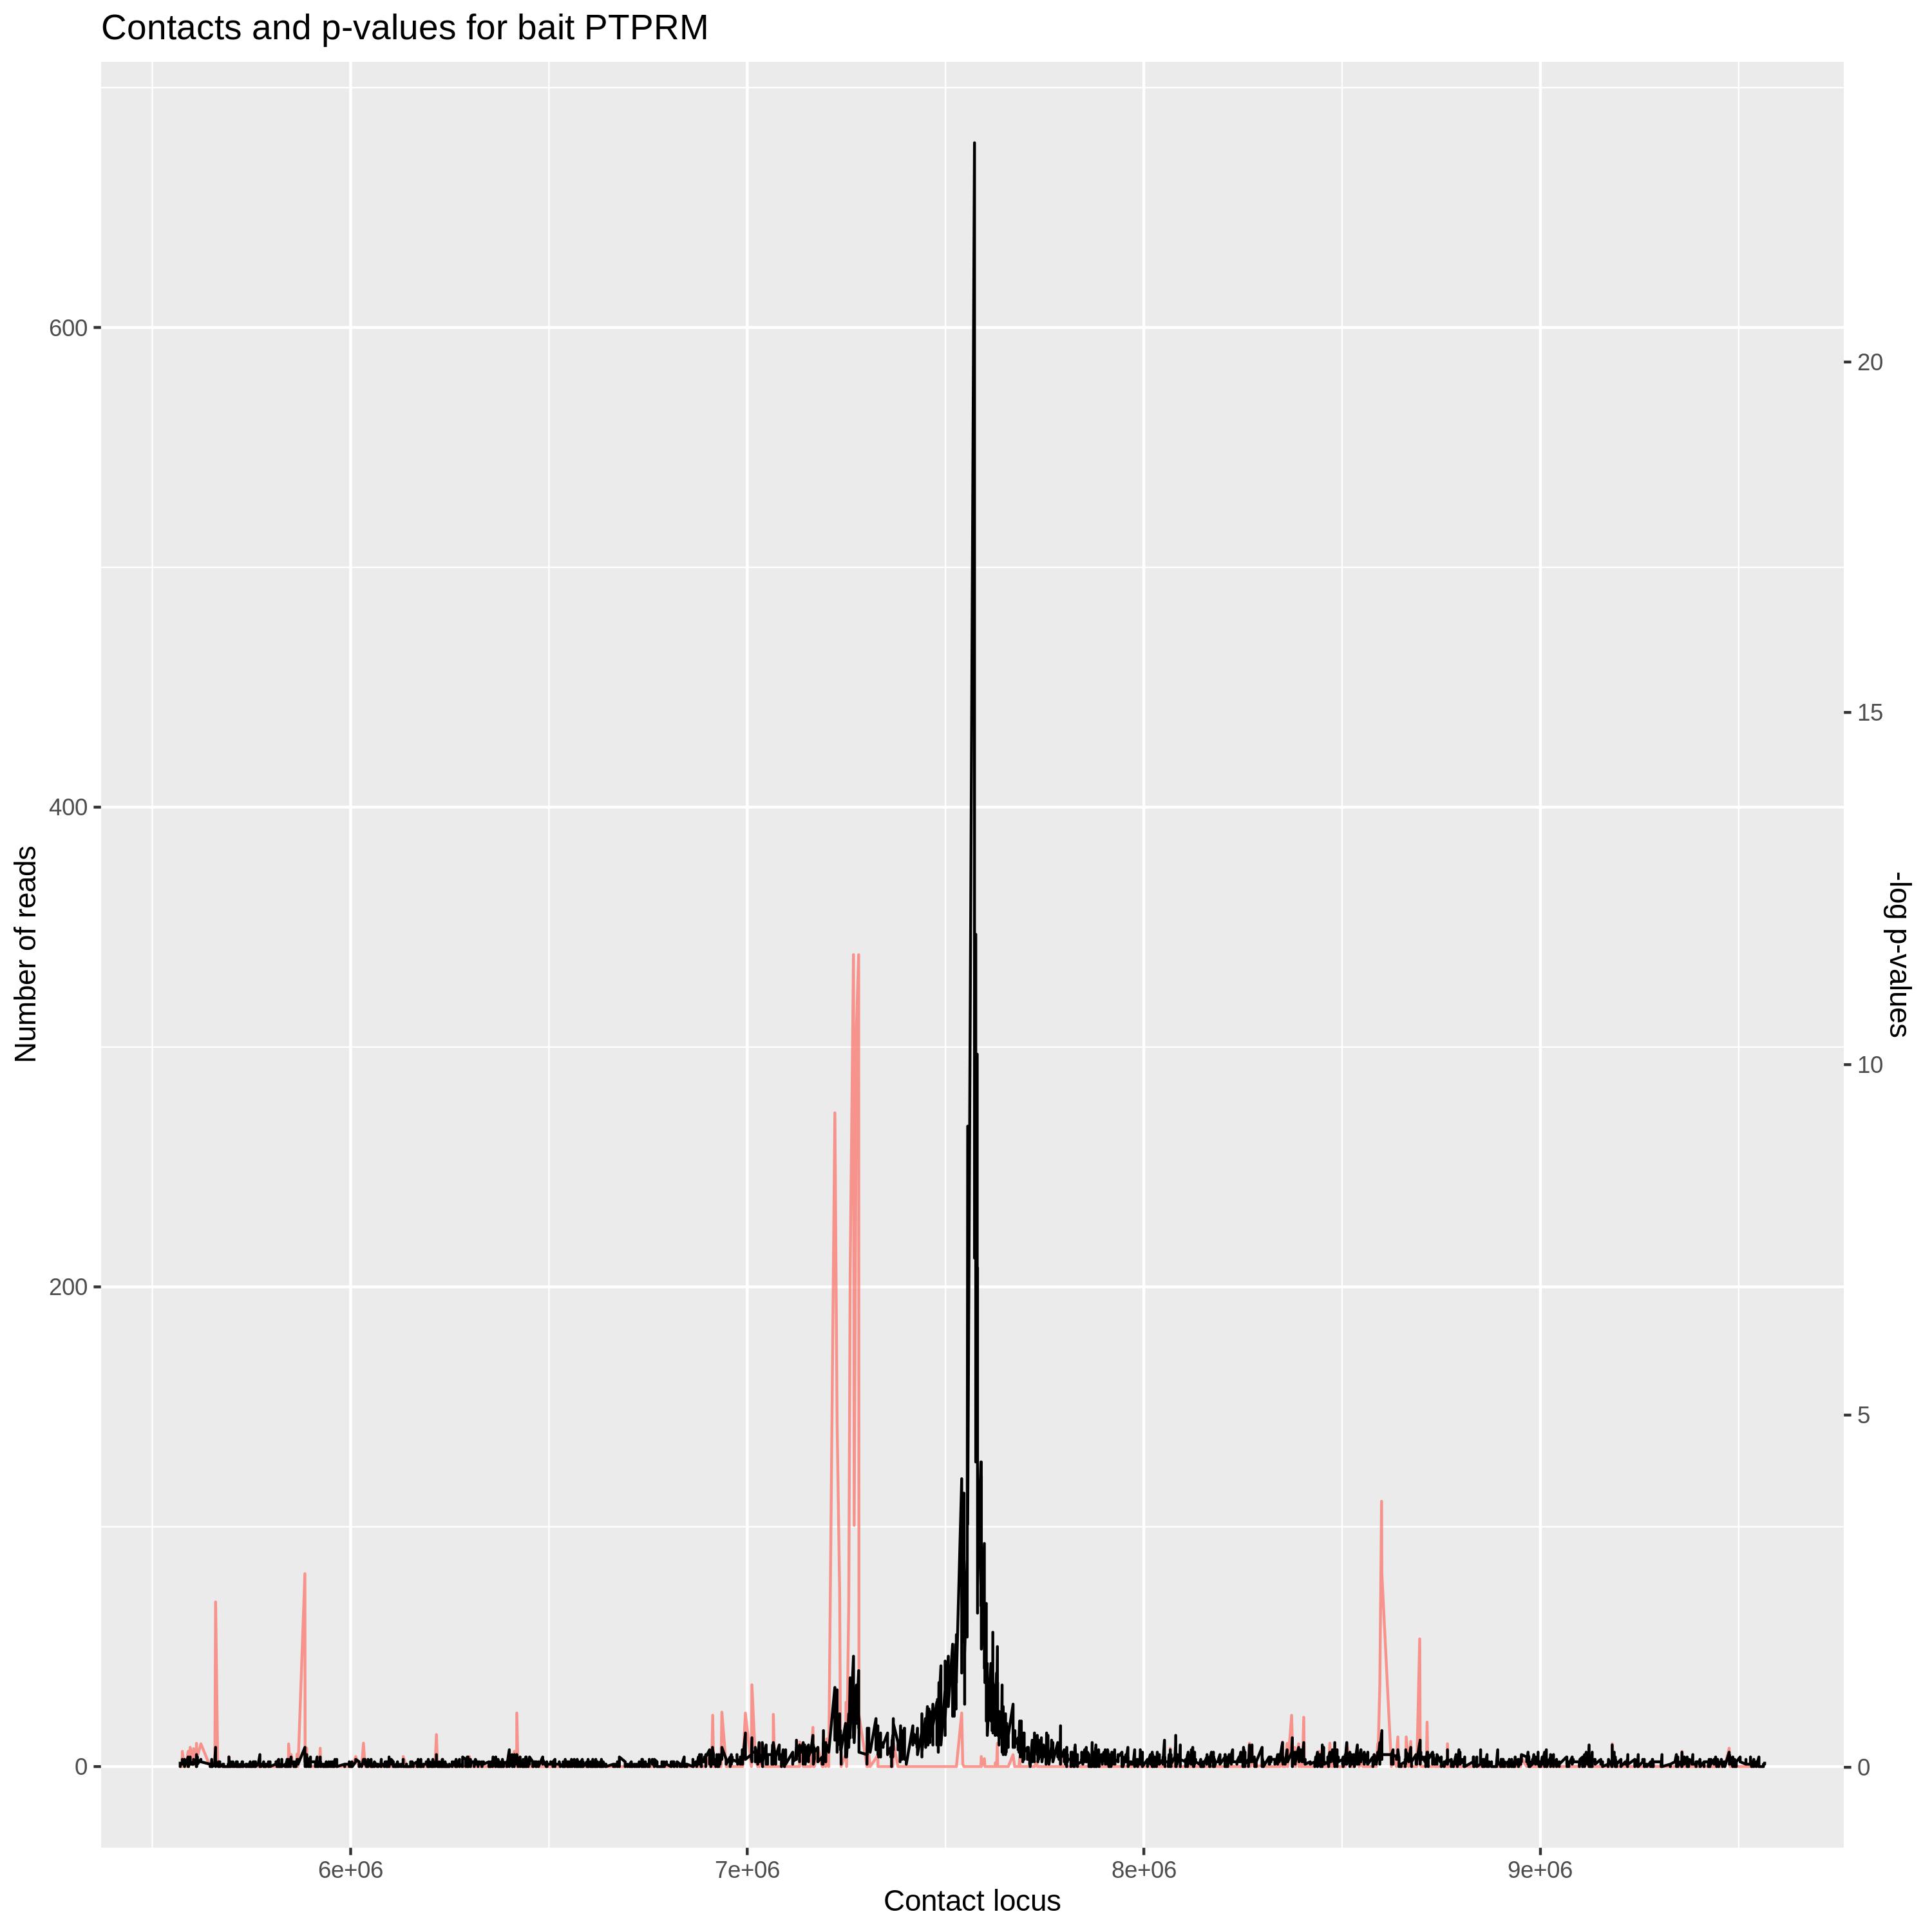 Contacts and p-values for bait PTPRM
Number of reads
600
400
200
0
20
15
10
5
0
-log p-values
6e+06 7e+06 8e+06 9e+06
Contact locus